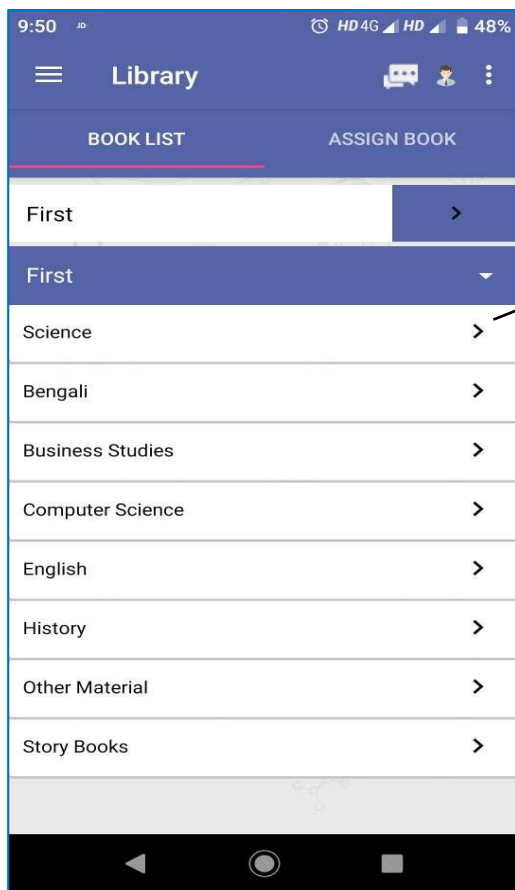 9:50 JD HD 4G HD 48%
Library
BOOK LIST ASSIGN BOOK
First
First
Science
Bengali
Business Studies
Computer Science
English
History
Other Material
Story Books